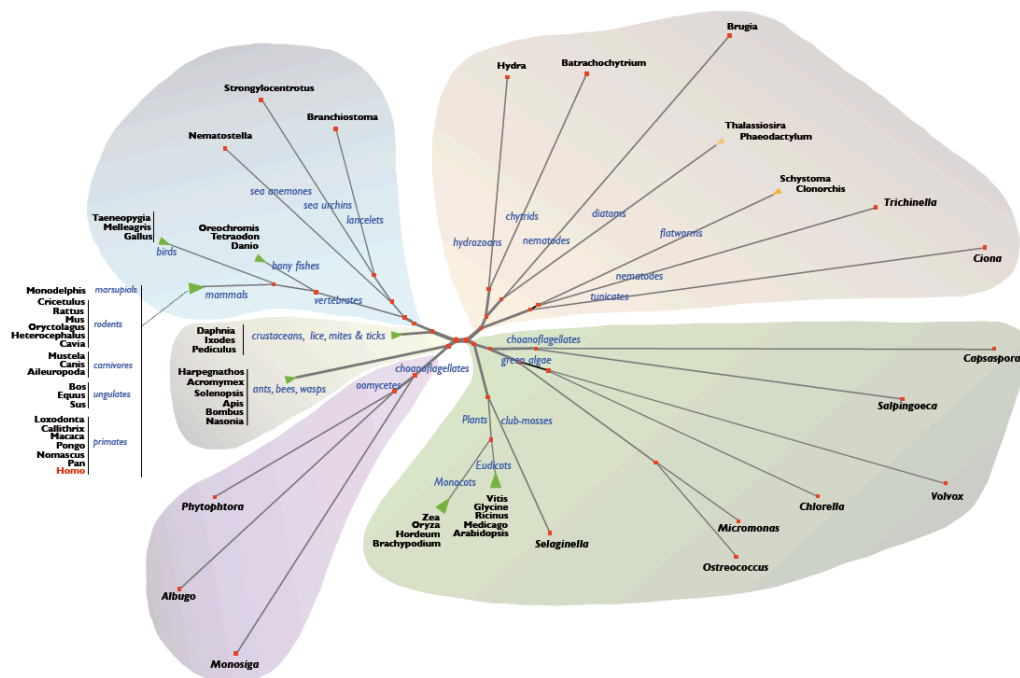 Brugia
Hydra
Batrachochytrium
Strongylocentrotus
Branchiostoma
Nematostella
Thalassiosira
Phaeodactylum
Schystoma
Clonorchis
Trichinella
Ciona
sea anemones
sea urchins
lancelets
chytrids
diatoms
nematodes
hydrozoans
flatworms
nematodes
tunicates
Taeneopygia
Melleagris
Gallus
birds
Oreochromis
Tetraodon
Danio
bony fishes
vertebrates
mammals
Monodelphis
marsupials
Cricetulus
Rattus
Mus
Oryctolagus
Heterocephalus
Cavia
rodents
Mustela
Canis
Aileuropoda
carnivores
Bos
Equus
Sus
ungulates
Loxodonta
Callithrix
Macaca
Pongo
Nomascus
Pan
Homo
primates
Daphnia
Ixodes
Pediculus
crustaceans, lice, mites & ticks
Harpegnathos
Acromymex
Solenopsis
Apis
Bombus
Nasonia
ants, bees, wasps
choanoflagellates
oomycetes
Phytophtora
Albugo
Monosiga
choanoflagellates
green algae
Capsaspora
Salpingoeca
Volvox
Chlorella
Micromonas
Ostreococcus
Plants
club-mosses
Eudicots
Monocots
Zea
Oryza
Hordeum
Brachypodium
Vitis
Glycine
Ricinus
Medicago
Arabidopsis
Selaginella